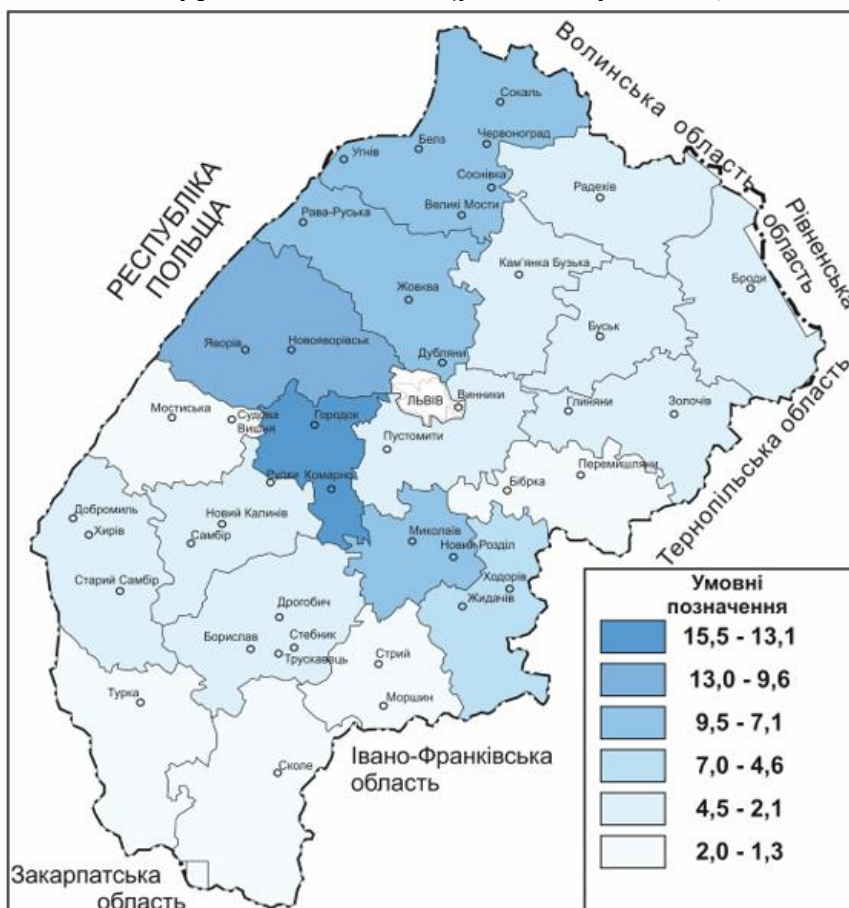 Волинська область
Рівненська
область
РЕСПУБЛІКА
ПОЛЬЩА
Сокаль
Белз
Червоноград
Угнів
Соснівка
Великі Мости
Радехів
Рава-Руська
Кам'янка Бузька
Броди
Жовква
Буськ
Яворів
Новояворівськ
Дубляни
ЛЬВІВ
Винники
Глиняни
Золочів
Мостиська
Судова
Вишня
Городок
Пустомити
Тернопільська область
Рудки
Комарно
Бібрка
Перемишляни
Добромиль
Хирів
Новий Калинів
Самбір
Миколаїв
Новий Розділ
Старий Самбір
Ходорів
Жидачів
Дрогобич
Борислав
Стебник
Трускавець
Стрий
Моршин
Турка
Сколе
Івано-Франківська
область
Закарпатська
область
Умовні
позначення
15,5 - 13,1
13,0 - 9,6
9,5 - 7,1
7,0 - 4,6
4,5 - 2,1
2,0 - 1,3